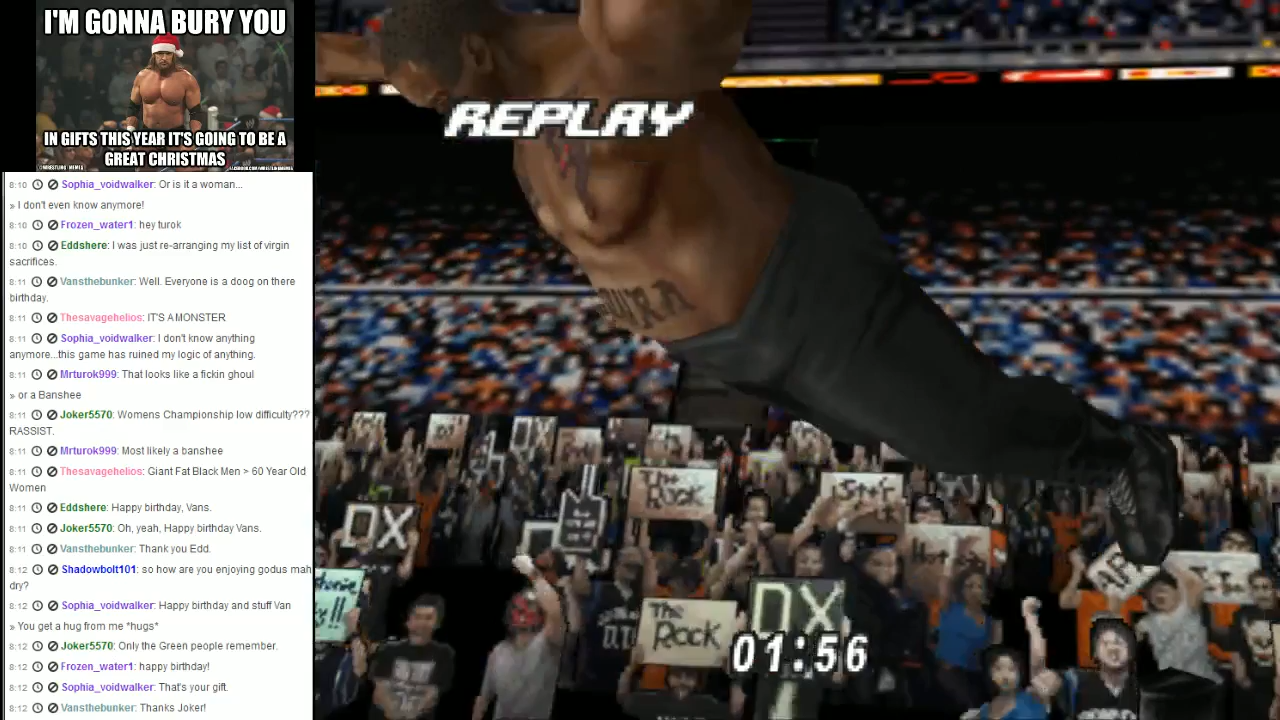 I'M GONNA BURY YOU
IN GIFTS THIS YEAR IT'S GOING TO BE A
GREAT CHRISTMAS
8:10 Sophia_voidwalker: Or is it a woman...
» I don't even know anymore!
8:10 Frozen_water1: hey turok
8:10 Eddshere: I was just re-arranging my list of virgin
sacrifices.
8:11 Vansthebunker: Well. Everyone is a doog on there
birthday.
8:11 Thesavagehelios: IT'S A MONSTER
8:11 Sophia_voidwalker: I don't know anything
anymore...this game has ruined my logic of anything.
8:11 Mrturok999: That looks like a fickin ghoul
» or a Banshee
8:11 Joker5570: Womens Championship low difficulty???
RASSIST.
8:11 Mrturok999: Most likely a banshee
8:11 Thesavagehelios: Giant Fat Black Men > 60 Year Old
Women
8:11 Eddshere: Happy birthday, Vans.
8:11 Joker5570: Oh, yeah, Happy birthday Vans.
8:11 Vansthebunker: Thank you Edd.
8:12 Shadowbolt101: so how are you enjoying godus mah
dry?
8:12 Sophia_voidwalker: Happy birthday and stuff Van
» You get a hug from me *hugs*
8:12 Joker5570: Only the Green people remember.
8:12 Frozen_water1: happy birthday!
8:12 Sophia_voidwalker: That's your gift.
8:12 Vansthebunker: Thanks Joker!
REPLAY
DX
The
Rock
DX
DX
The
Rock
01:56